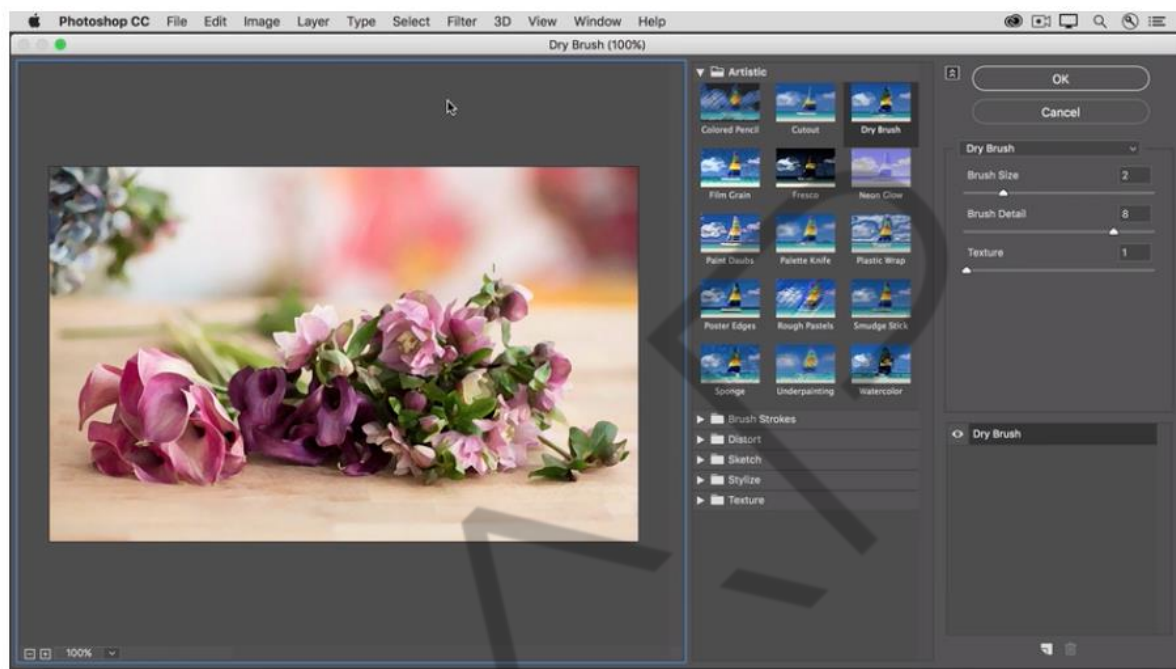 Photoshop CC File Edit Image Layer Type Select Filter 3D View Window Help
Dry Brush (100%)
Artistic
Colored Pencil Cutout Dry Brush
Film Grain Fresco Neon Glow
Paint Daubs Palette Knife Plastic Wrap
Poster Edges Rough Pastels Smudge Stick
Sponge Underpainting Watercolor
Brush Strokes
Distort
Sketch
Stylize
Texture
OK
Cancel
Dry Brush
Brush Size 2
Brush Detail 8
Texture 1
Dry Brush
100%